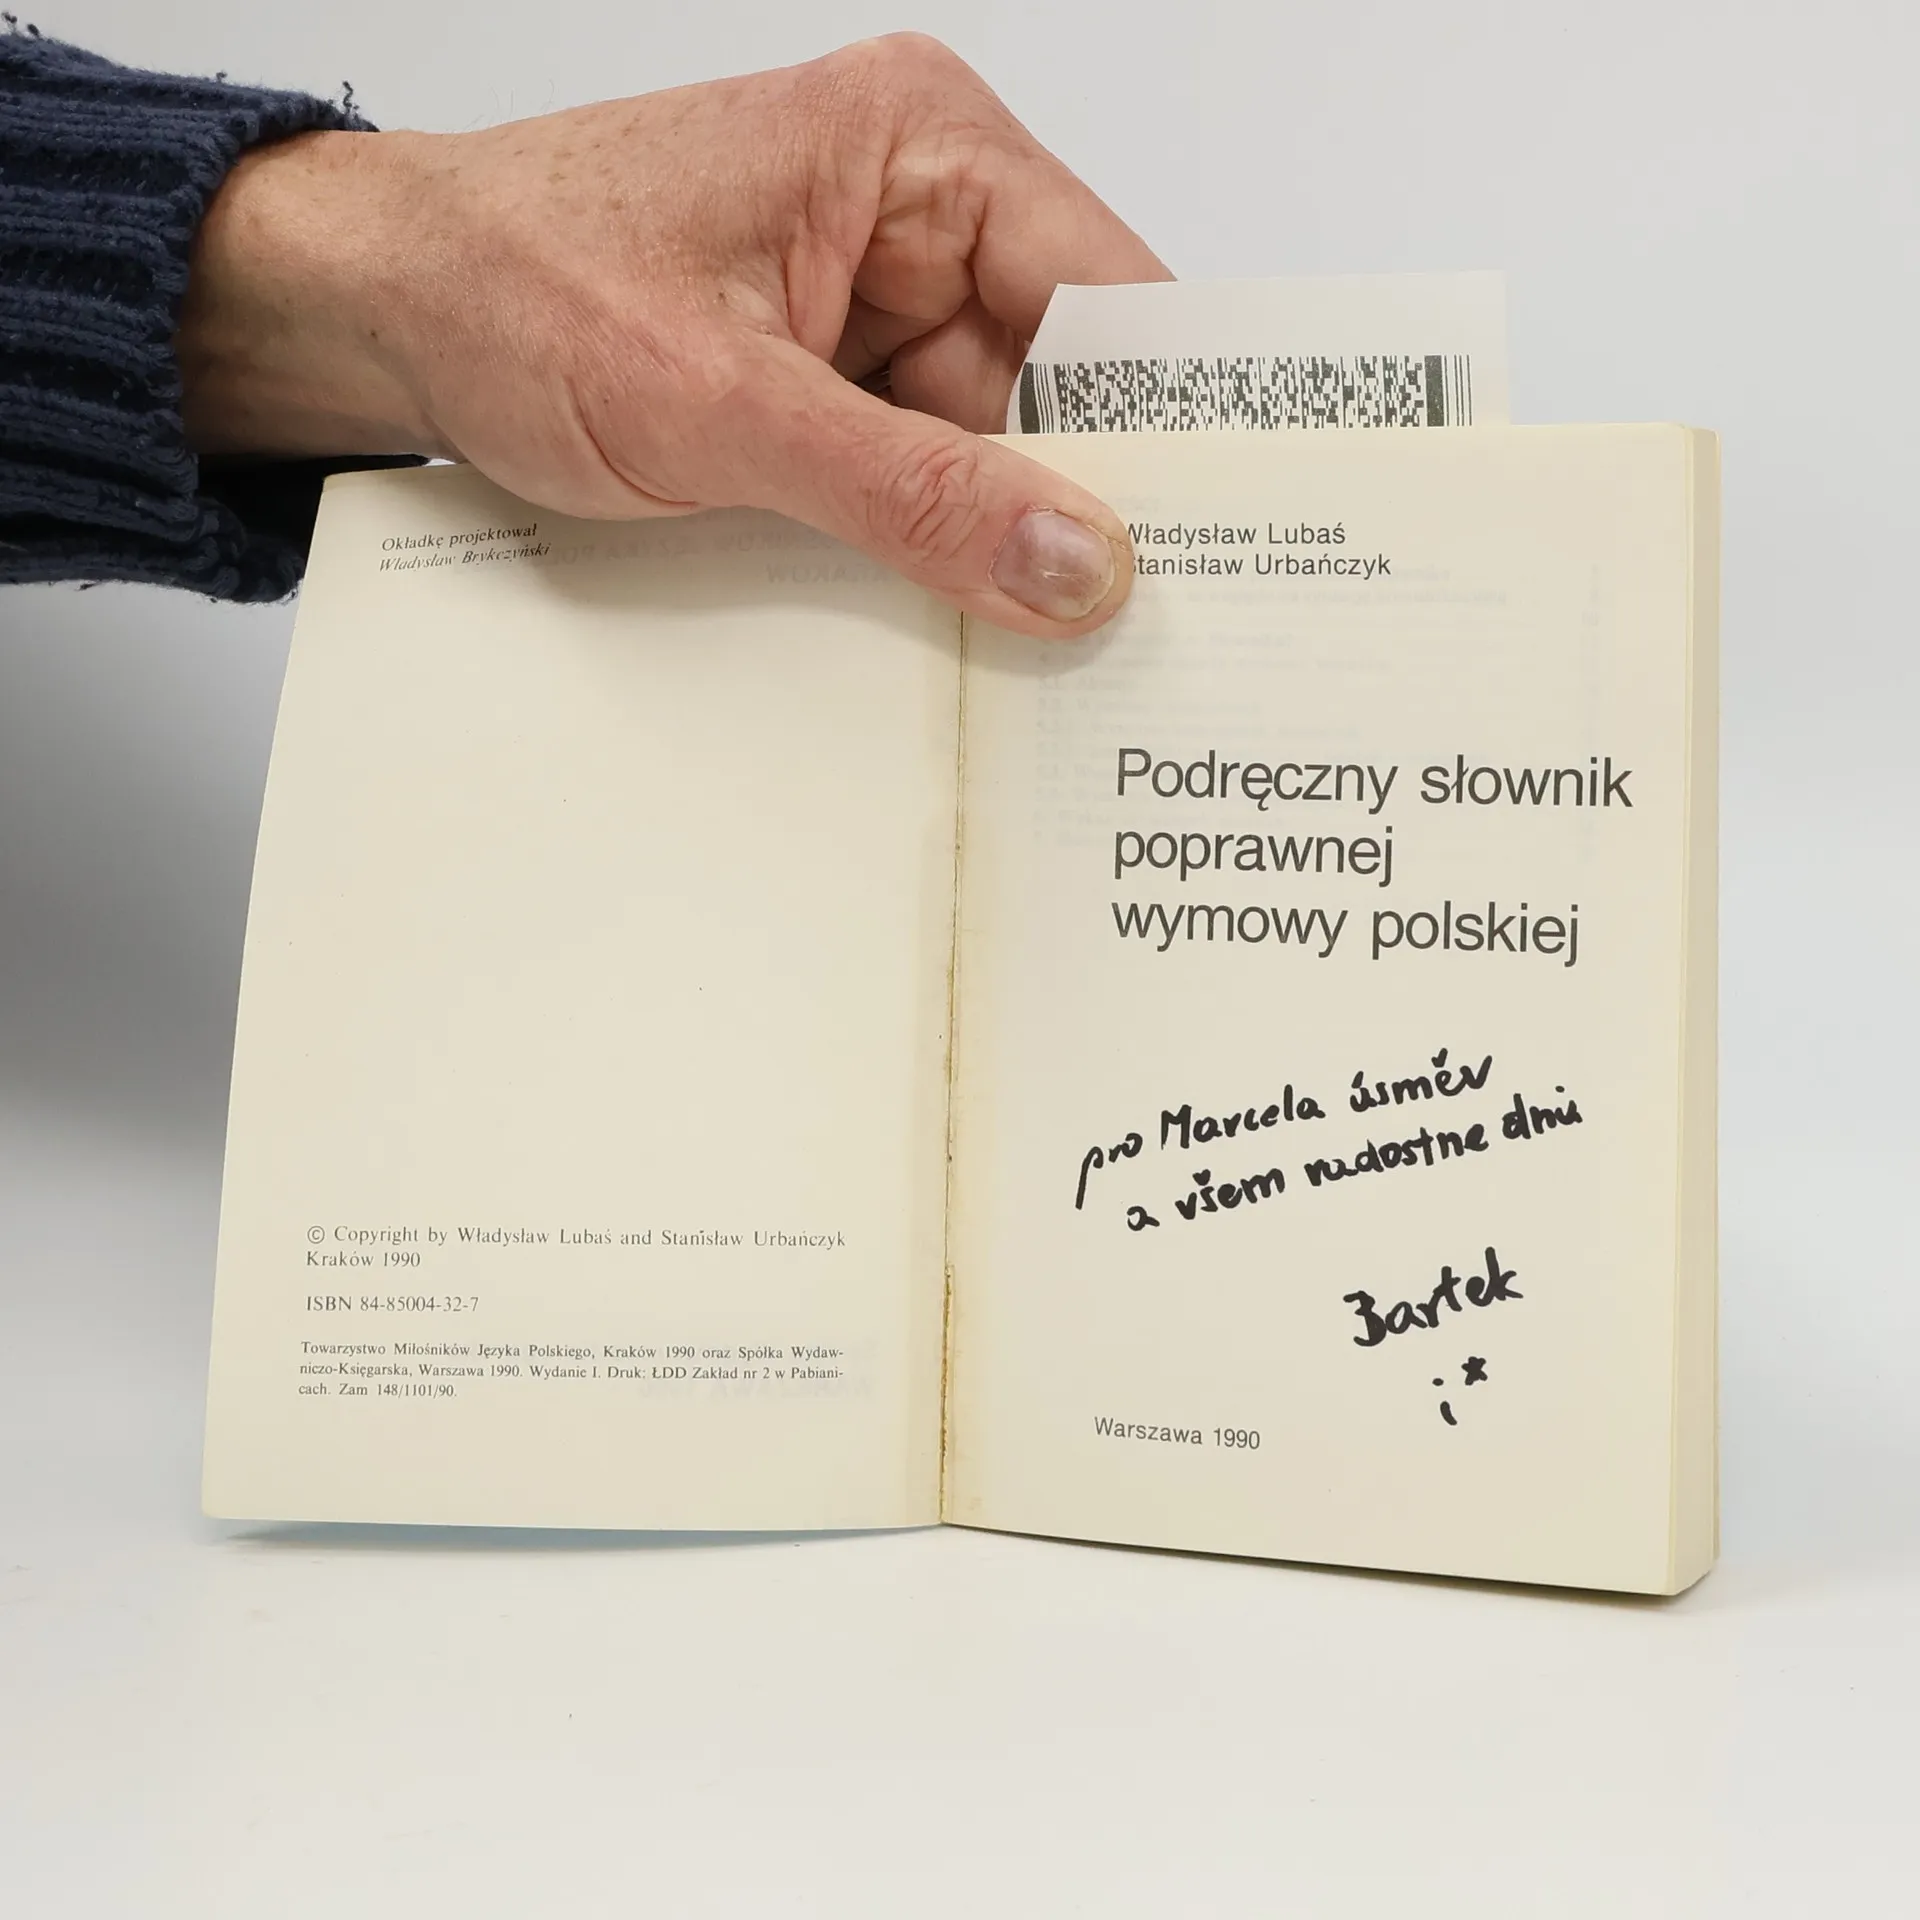 Okładkę projektował
Władysław Brykczyński
© Copyright by Władysław Lubaś and Stanisław Urbańczyk
Kraków 1990
ISBN 84-85004-32-7
Towarzystwo Miłośników Języka Polskiego, Kraków 1990 oraz Spółka Wydaw-
niczo-Księgarska, Warszawa 1990. Wydanie I. Druk: ŁDD Zakład nr 2 w Pabiani-
cach. Zam 148/1101/90.
Władysław Lubaś
Stanisław Urbańczyk
Podręczny słownik
poprawnej
wymowy polskiej
pro Marcela úsměv
a všem radostne dnu
Bartek
;*
Warszawa 1990